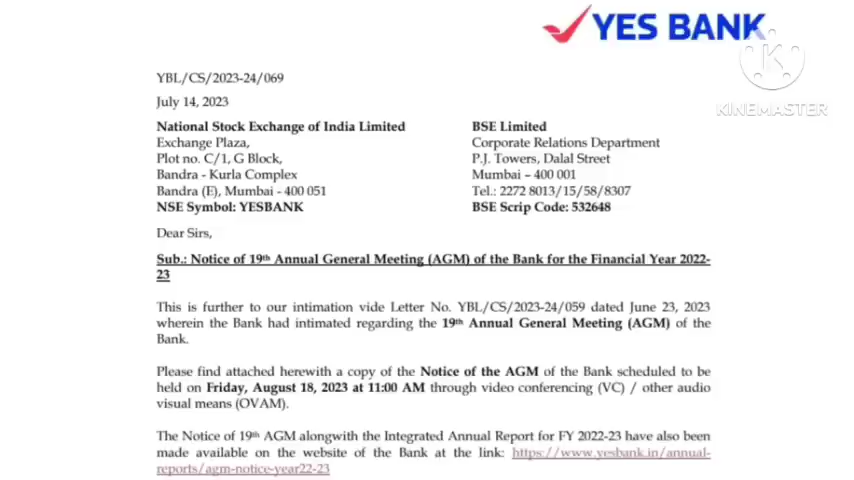 YES BANK
K
KINEMASTER
YBL/CS/2023-24/069
July 14, 2023
National Stock Exchange of India Limited
Exchange Plaza,
Plot no. C/1, G Block,
Bandra - Kurla Complex
Bandra (E), Mumbai - 400 051
NSE Symbol: YESBANK
BSE Limited
Corporate Relations Department
P.J. Towers, Dalal Street
Mumbai – 400 001
Tel.: 2272 8013/15/58/8307
BSE Scrip Code: 532648
Dear Sirs,
Sub.: Notice of 19th Annual General Meeting (AGM) of the Bank for the Financial Year 2022-
23
This is further to our intimation vide Letter No. YBL/CS/2023-24/059 dated June 23, 2023
wherein the Bank had intimated regarding the 19th Annual General Meeting (AGM) of the
Bank.
Please find attached herewith a copy of the Notice of the AGM of the Bank scheduled to be
held on Friday, August 18, 2023 at 11:00 AM through video conferencing (VC) / other audio
visual means (OVAM).
The Notice of 19th AGM alongwith the Integrated Annual Report for FY 2022-23 have also been
made available on the website of the Bank at the link: https://www.yesbank.in/annual-
reports/agm-notice-year22-23